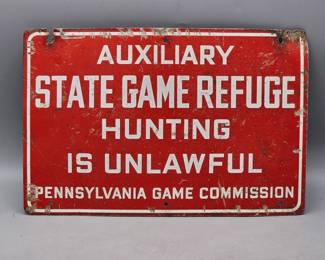 AUXILIARY
STATE GAME REFUGE
HUNTING
IS UNLAWFUL
PENNSYLVANIA GAME COMMISSION